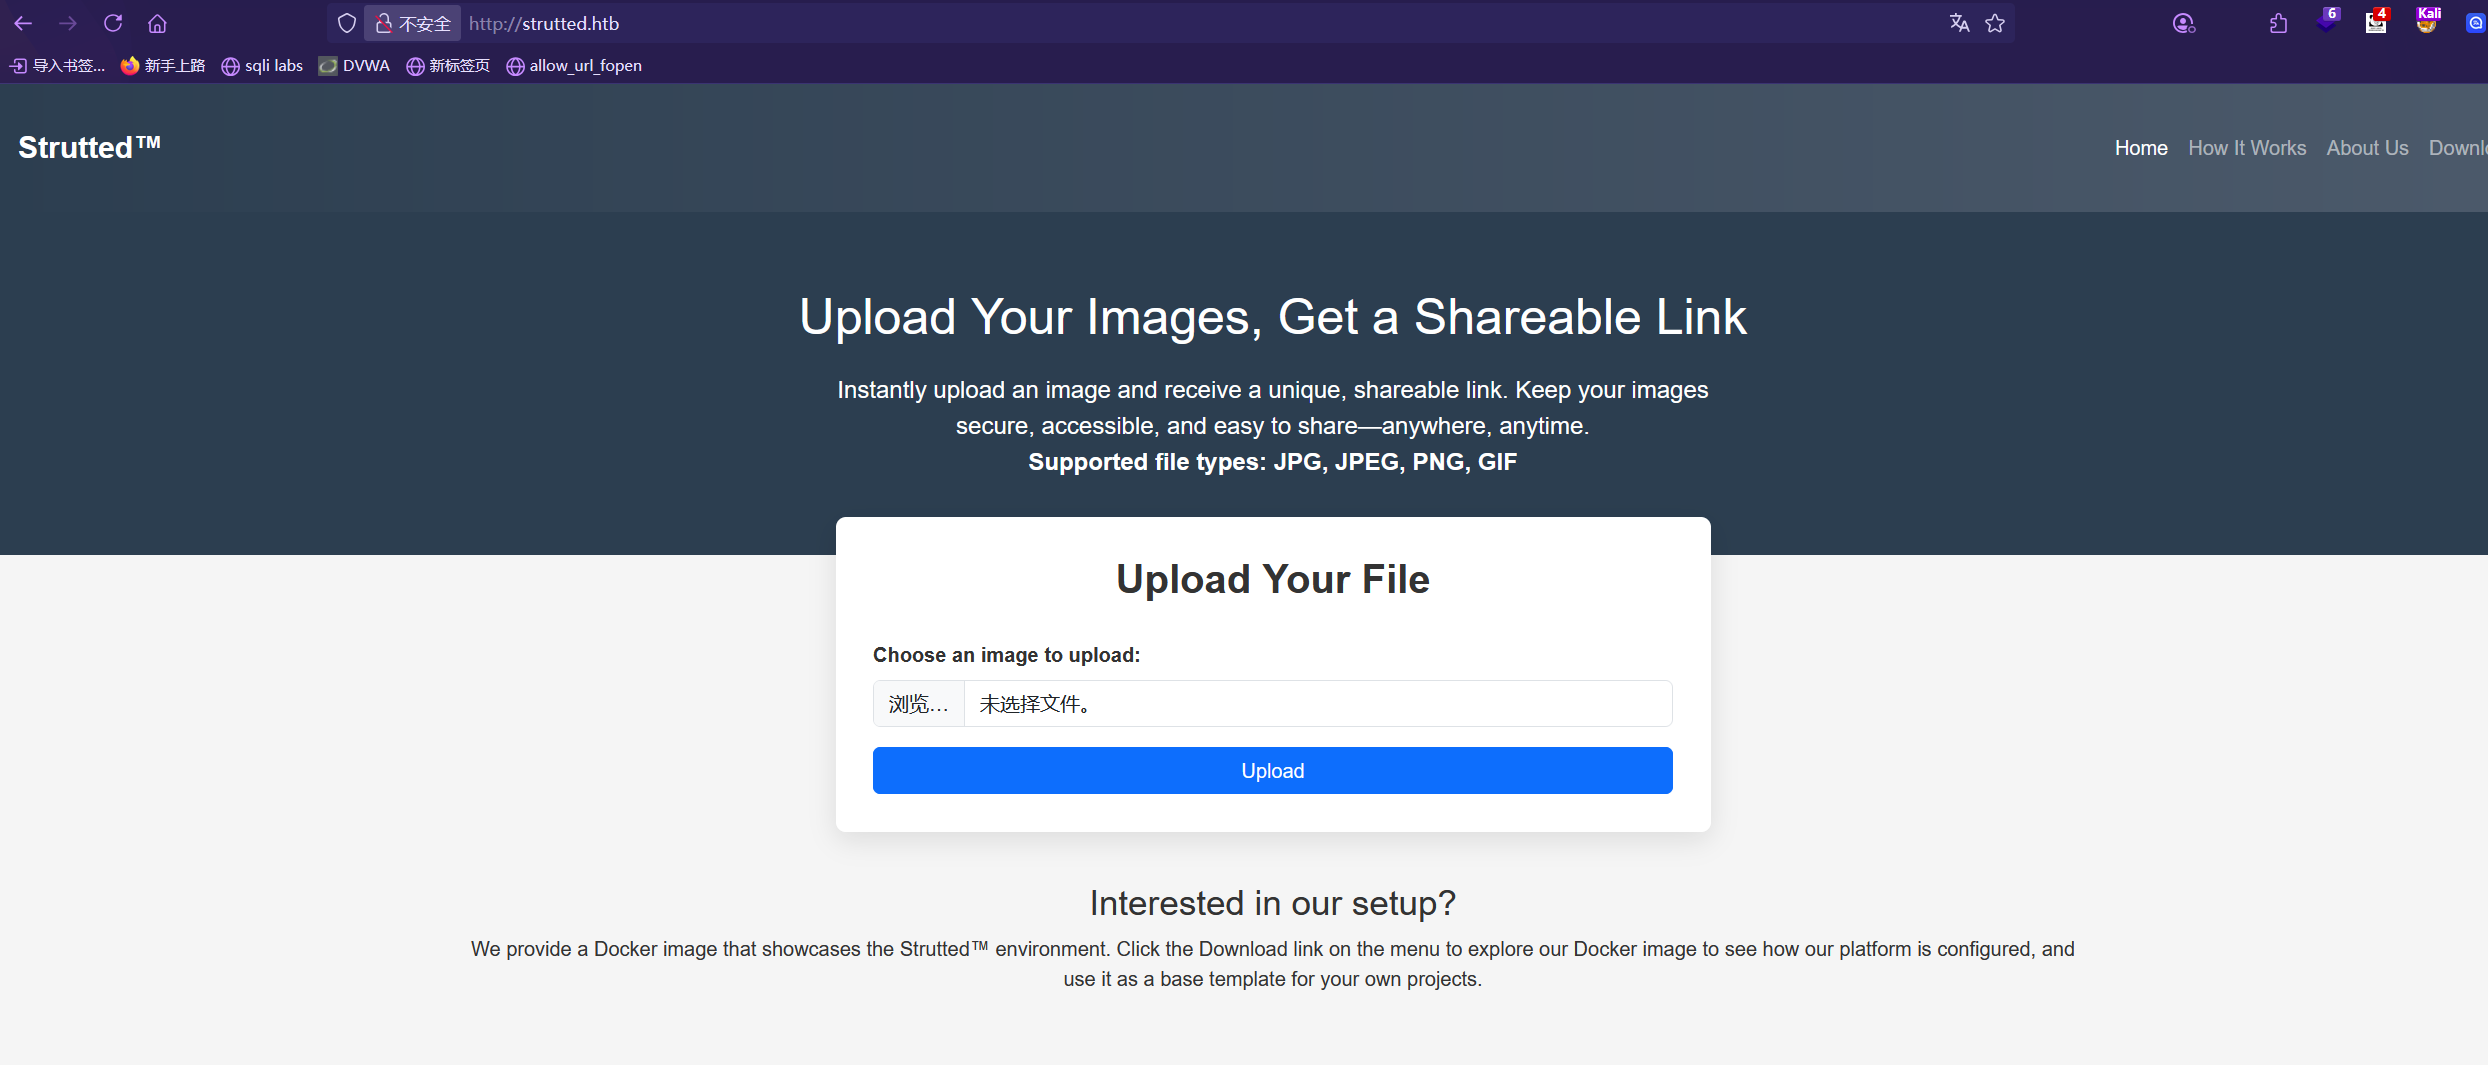 不安全 http://strutted.htb 6 4 Kali
导入书签... 新手上路 sqli labs DVWA 新标签页 allow_url_fopen
Strutted™ Home How It Works About Us Downlo
Upload Your Images, Get a Shareable Link
Instantly upload an image and receive a unique, shareable link. Keep your images
secure, accessible, and easy to share—anywhere, anytime.
Supported file types: JPG, JPEG, PNG, GIF
Upload Your File
Choose an image to upload:
浏览... 未选择文件。
Upload
Interested in our setup?
We provide a Docker image that showcases the Strutted™ environment. Click the Download link on the menu to explore our Docker image to see how our platform is configured, and
use it as a base template for your own projects.